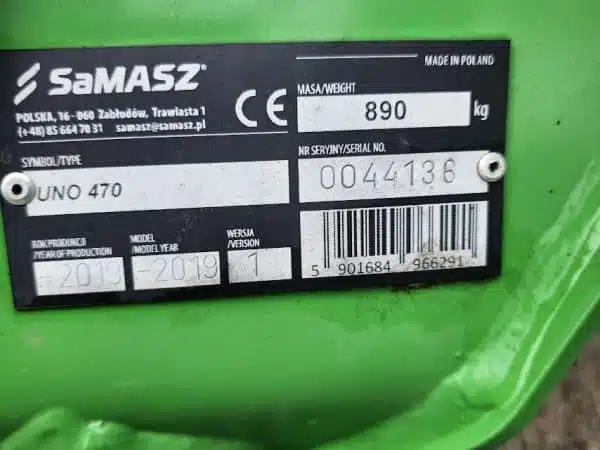 SaMASZ
MADE IN POLAND
POLSKA, 16 - 060 Zabłudów, Trawiasta 1
(+48) 85 664 70 31 samasz@samasz.pl
CE
MASA/WEIGHT
890 kg
SYMBOL/TYPE
UNO 470
NR SERYJNY/SERIAL NO.
0044136
ROK PRODUKCJI
/YEAR OF PRODUCTION
-2019
MODEL
/MODEL YEAR
-2019
WERSJA
/VERSION
1
5 901684 966291